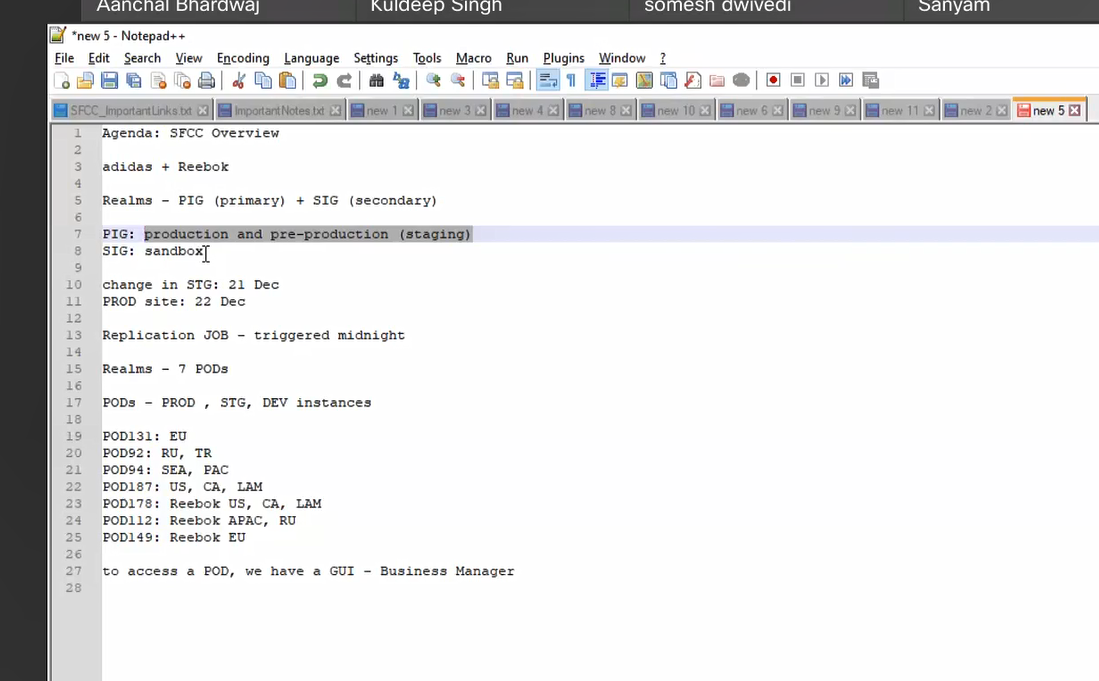 Aanchal Bhardwaj Kuldeep Singh somesh dwivedi Sanyam
*new 5 - Notepad++
File Edit Search View Encoding Language Settings Tools Macro Run Plugins Window ?
SFCC_ImportantLinks.txt ImportantNotes.txt new 1 new 3 new 4 new 8 new 10 new 6 new 9 new 11 new 2 new 5
1 Agenda: SFCC Overview
2
3 adidas + Reebok
4
5 Realms - PIG (primary) + SIG (secondary)
6
7 PIG: production and pre-production (staging)
8 SIG: sandbox
9
10 change in STG: 21 Dec
11 PROD site: 22 Dec
12
13 Replication JOB - triggered midnight
14
15 Realms - 7 PODs
16
17 PODs - PROD , STG, DEV instances
18
19 POD131: EU
20 POD92: RU, TR
21 POD94: SEA, PAC
22 POD187: US, CA, LAM
23 POD178: Reebok US, CA, LAM
24 POD112: Reebok APAC, RU
25 POD149: Reebok EU
26
27 to access a POD, we have a GUI - Business Manager
28